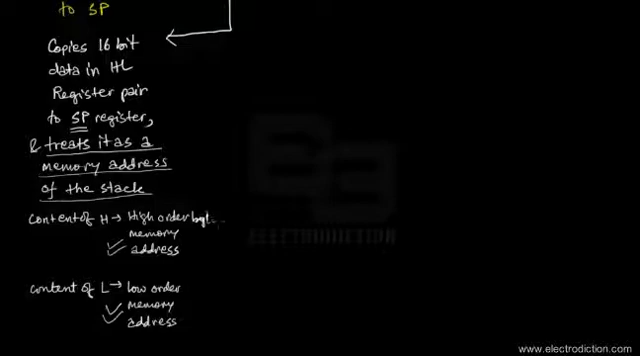 to SP
Copies 16 bit
data in HL
Register pair
to SP register,
& treats it as a
memory address
of the stack
content of H → High order byte
memory
address
content of L → low order
memory
address
ELECTRODICTION
www.electrodiction.com